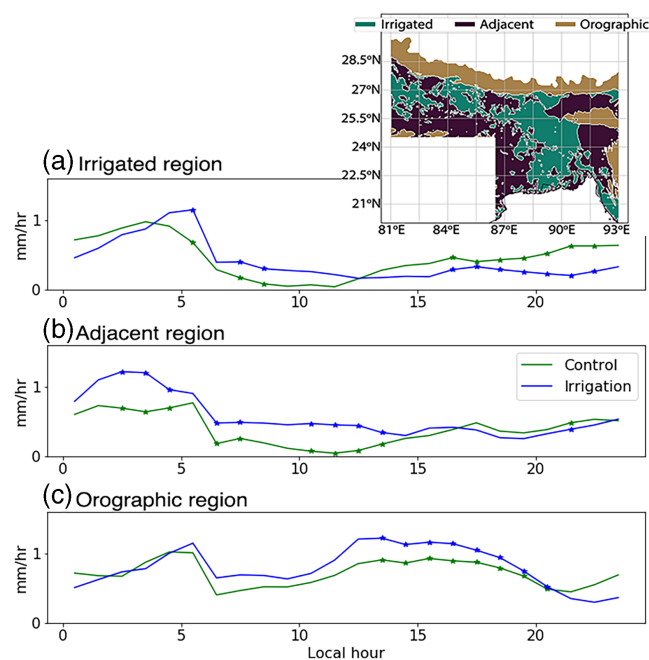 Irrigated Adjacent Orographic
28.5°N
27°N
25.5°N
24°N
22.5°N
21°N
81°E 84°E 87°E 90°E 93°E
(a) Irrigated region
mm/hr
1
0
0 5 10 15 20
(b) Adjacent region
Control
Irrigation
mm/hr
1
0
0 5 10 15 20
(c) Orographic region
mm/hr
1
0
0 5 10 15 20
Local hour